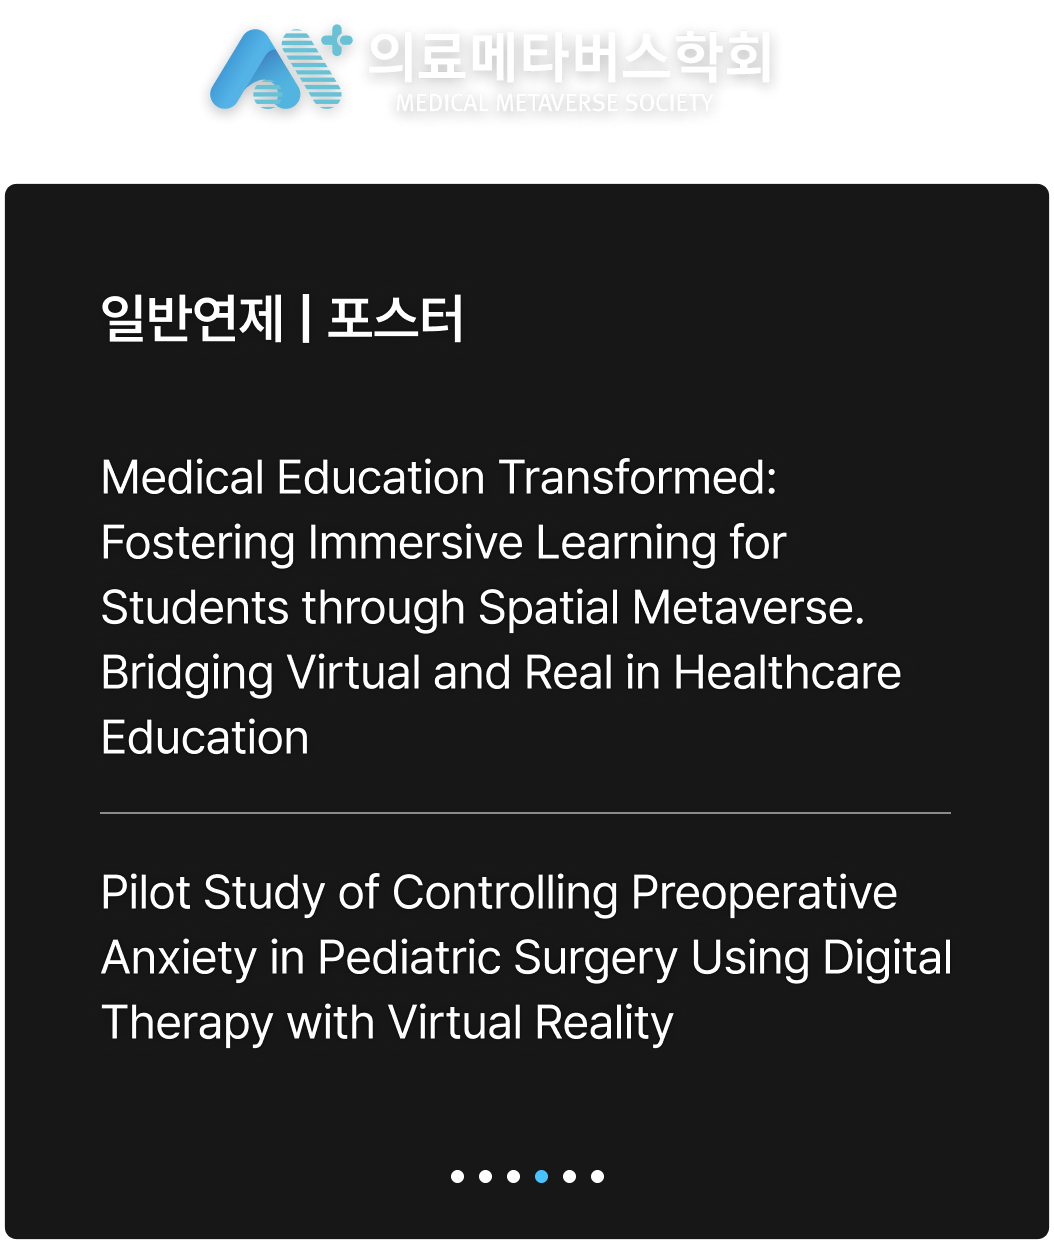 의료메타버스학회
MEDICAL METAVERSE SOCIETY
일반연제 | 포스터
Medical Education Transformed:
Fostering Immersive Learning for
Students through Spatial Metaverse.
Bridging Virtual and Real in Healthcare
Education
Pilot Study of Controlling Preoperative
Anxiety in Pediatric Surgery Using Digital
Therapy with Virtual Reality